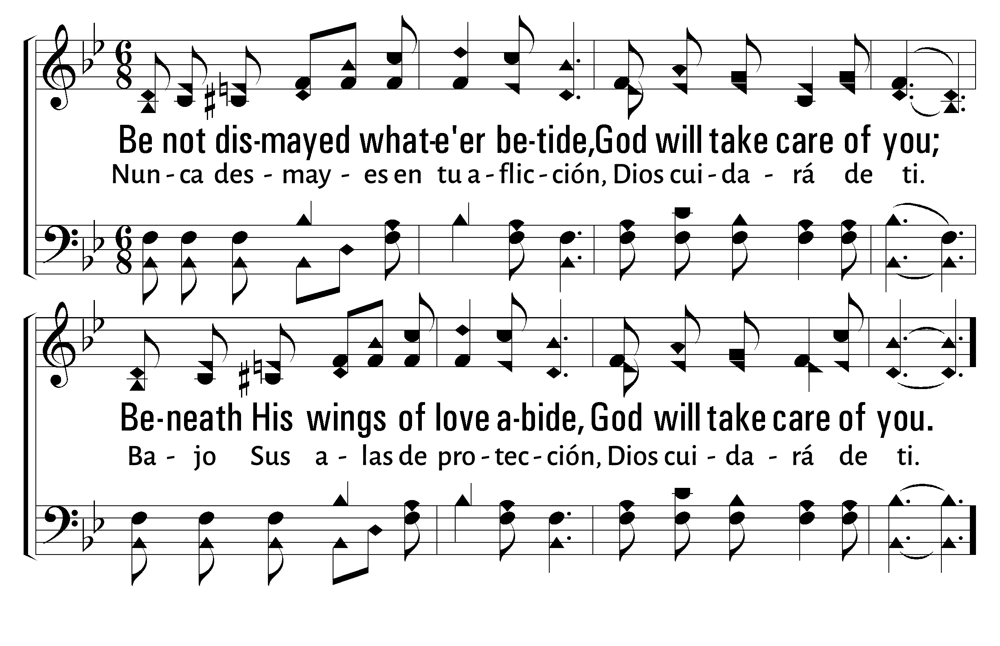 Be not dis-mayed what-e'er be-tide, God will take care of you;
Nun - ca des - may - es en tu a - flic - ción, Dios cui - da - rá de ti.
Be-neath His wings of love a-bide, God will take care of you.
Ba - jo Sus a - las de pro - tec - ción, Dios cui - da - rá de ti.